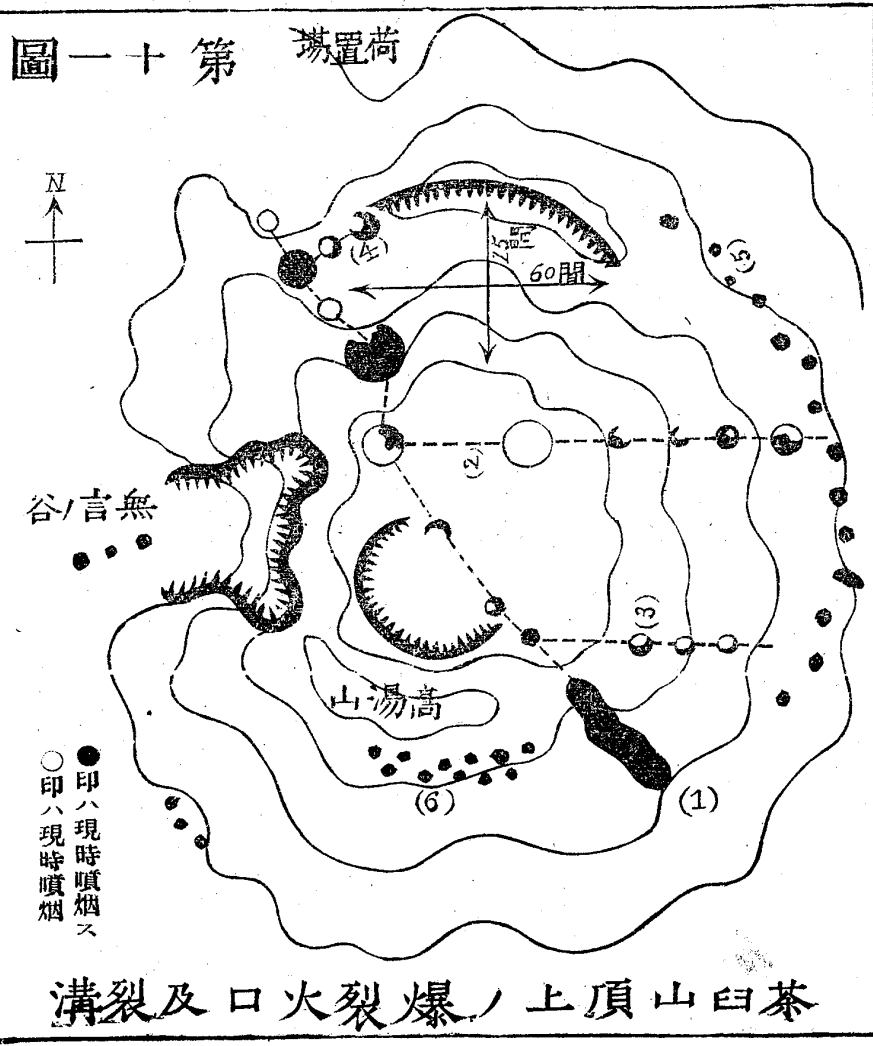 第十一圖
荷置場
N
(4)
25間
60間
(5)
(2)
無言ノ谷
(3)
高湯山
(6)
(1)
●印ハ現時噴烟ス
○印ハ現時噴烟
茶臼山頂上ノ爆裂火口及裂溝